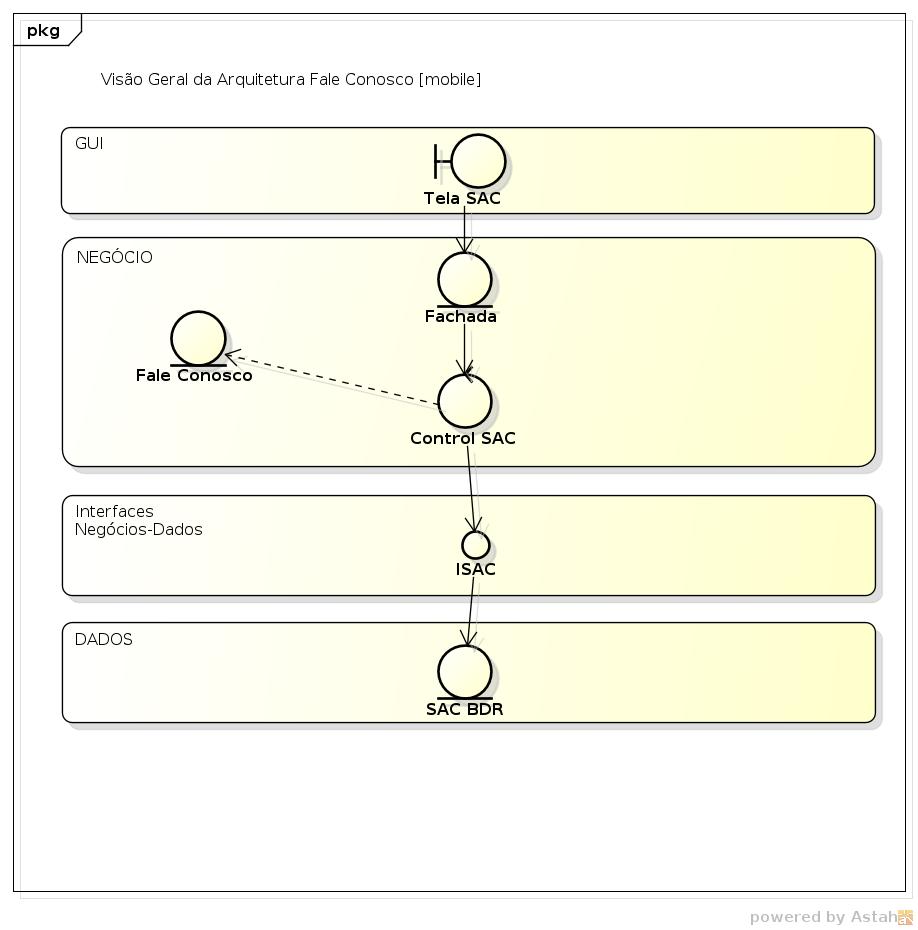 pkg
Visão Geral da Arquitetura Fale Conosco [mobile]
GUI
Tela SAC
NEGÓCIO
Fachada
Fale Conosco
Control SAC
Interfaces
Negócios-Dados
ISAC
DADOS
SAC BDR
powered by Astah